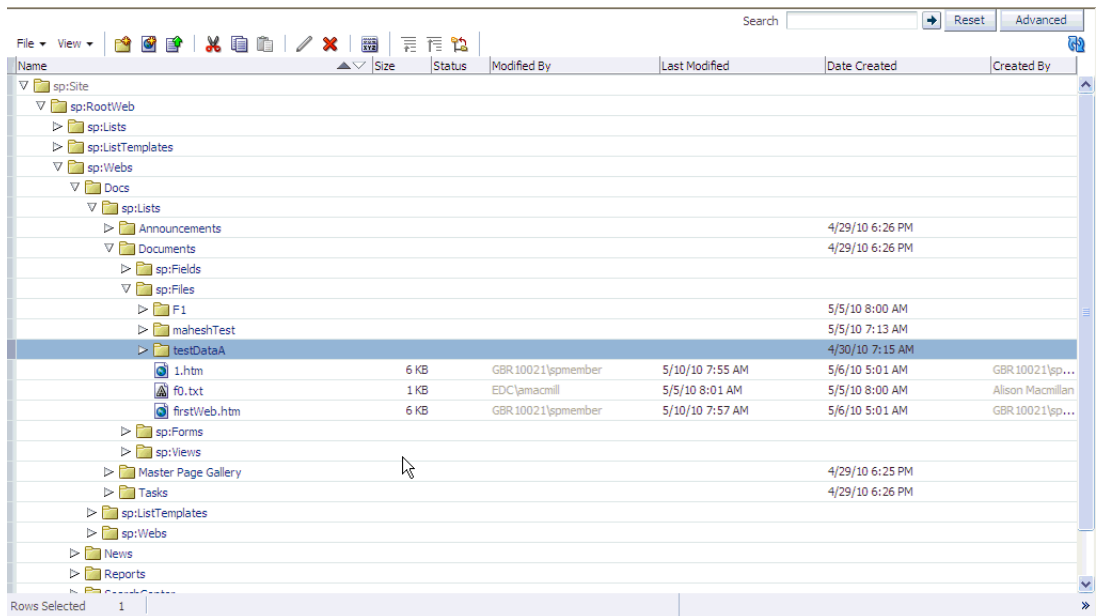 Search Reset Advanced
File View
Name Size Status Modified By Last Modified Date Created Created By
sp:Site
sp:RootWeb
sp:Lists
sp:ListTemplates
sp:Webs
Docs
sp:Lists
Announcements 4/29/10 6:26 PM
Documents 4/29/10 6:26 PM
sp:Fields
sp:Files
F1 5/5/10 8:00 AM
maheshTest 5/5/10 7:13 AM
testDataA 4/30/10 7:15 AM
1.htm 6 KB GBR10021\spmember 5/10/10 7:55 AM 5/6/10 5:01 AM GBR10021\sp...
f0.txt 1 KB EDC\amacmill 5/5/10 8:01 AM 5/5/10 8:00 AM Alison Macmillan
firstWeb.htm 6 KB GBR10021\spmember 5/10/10 7:57 AM 5/6/10 5:01 AM GBR10021\sp...
sp:Forms
sp:Views
Master Page Gallery 4/29/10 6:25 PM
Tasks 4/29/10 6:26 PM
sp:ListTemplates
sp:Webs
News
Reports
Rows Selected 1